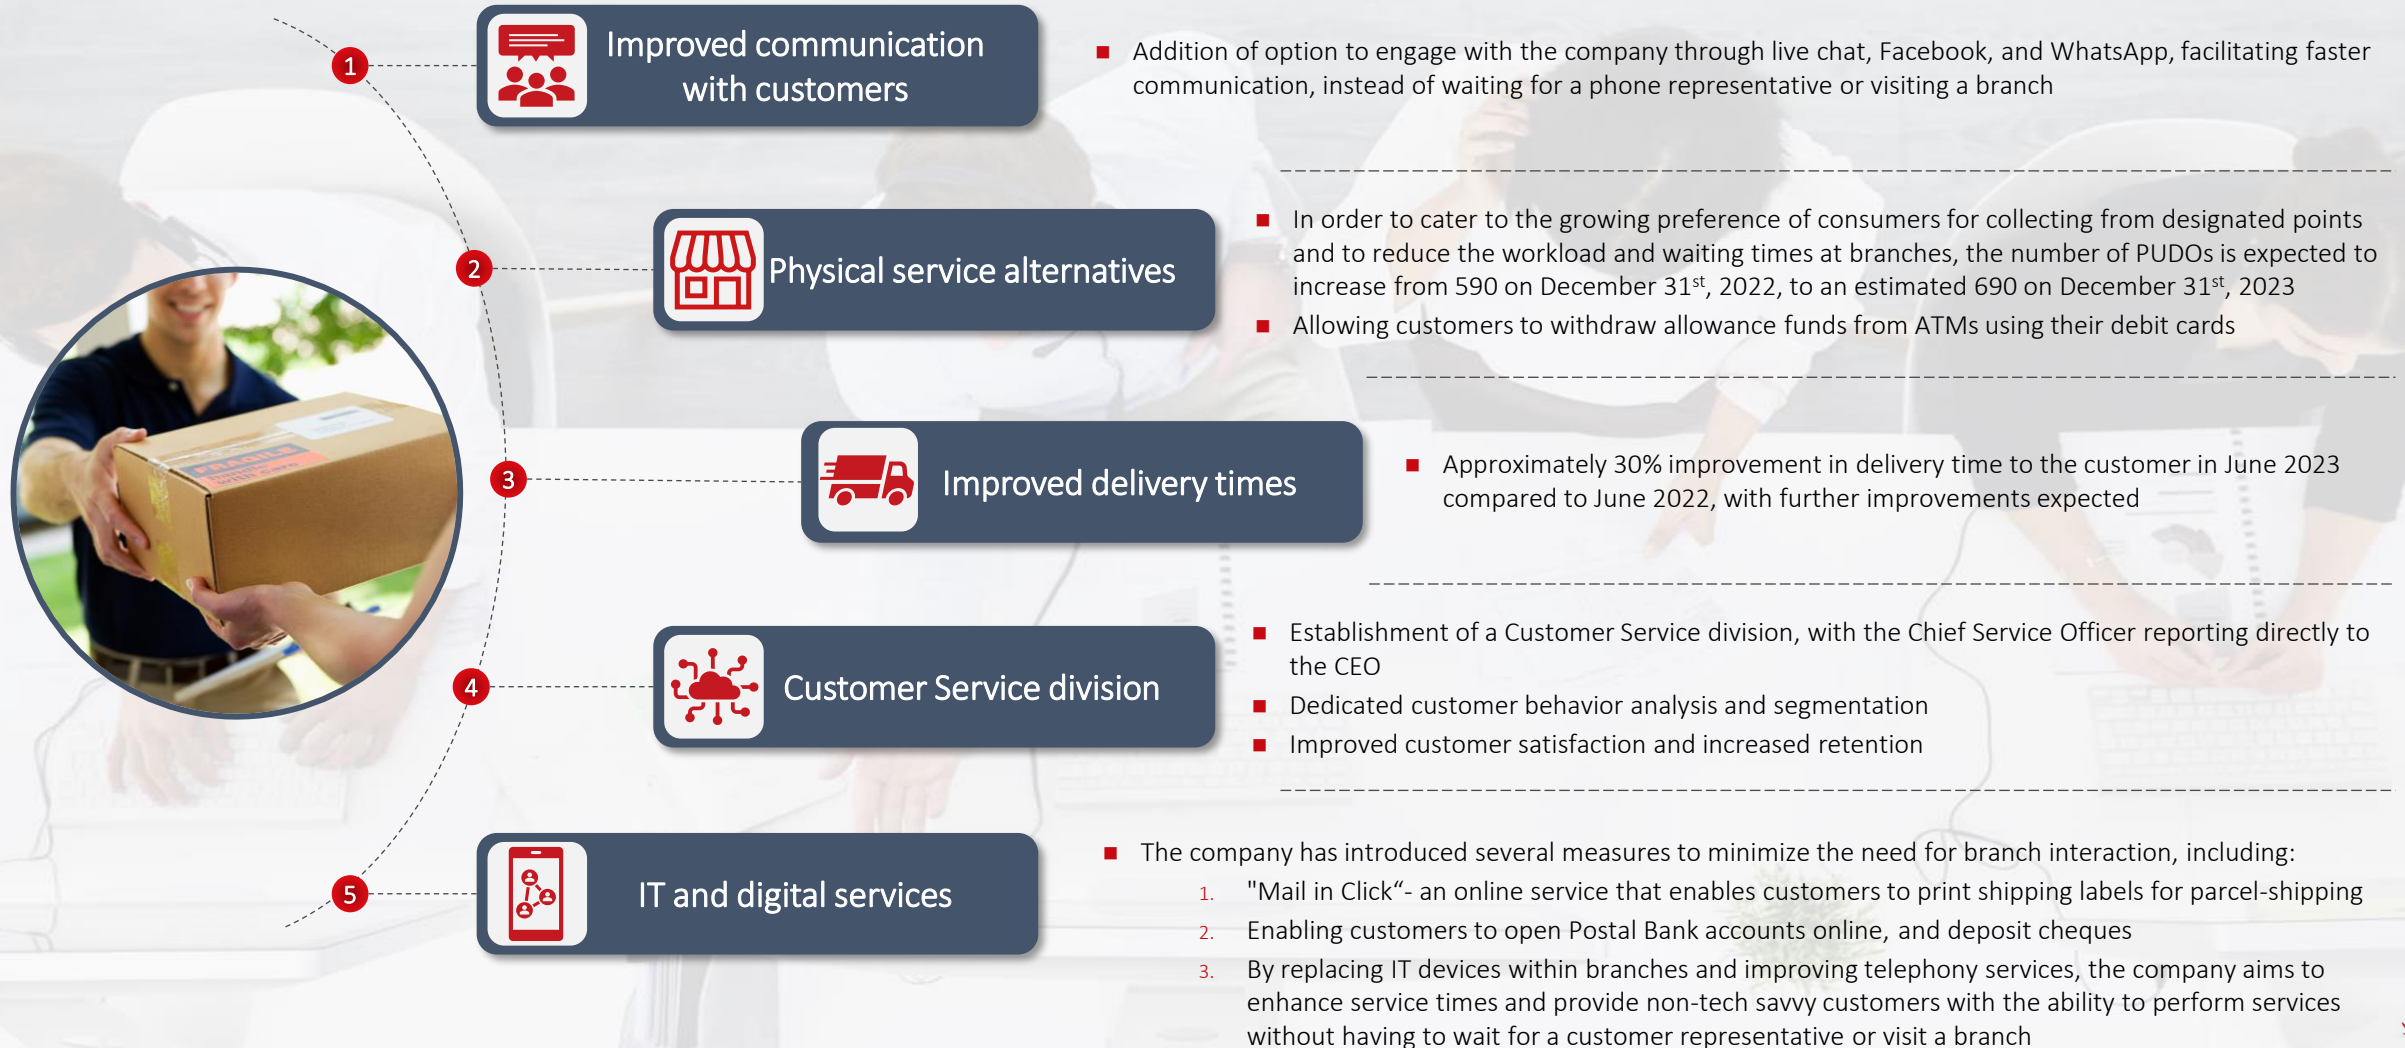 1
Improved communication
with customers
■ Addition of option to engage with the company through live chat, Facebook, and WhatsApp, facilitating faster
communication, instead of waiting for a phone representative or visiting a branch
2
Physical service alternatives
■ In order to cater to the growing preference of consumers for collecting from designated points
and to reduce the workload and waiting times at branches, the number of PUDOs is expected to
increase from 590 on December 31st, 2022, to an estimated 690 on December 31st, 2023
■ Allowing customers to withdraw allowance funds from ATMs using their debit cards
FRAGILE
Handle
with Care
3
Improved delivery times
■ Approximately 30% improvement in delivery time to the customer in June 2023
compared to June 2022, with further improvements expected
4
Customer Service division
■ Establishment of a Customer Service division, with the Chief Service Officer reporting directly to
the CEO
■ Dedicated customer behavior analysis and segmentation
■ Improved customer satisfaction and increased retention
5
IT and digital services
■ The company has introduced several measures to minimize the need for branch interaction, including:
1. "Mail in Click“- an online service that enables customers to print shipping labels for parcel-shipping
2. Enabling customers to open Postal Bank accounts online, and deposit cheques
3. By replacing IT devices within branches and improving telephony services, the company aims to
enhance service times and provide non-tech savvy customers with the ability to perform services
without having to wait for a customer representative or visit a branch